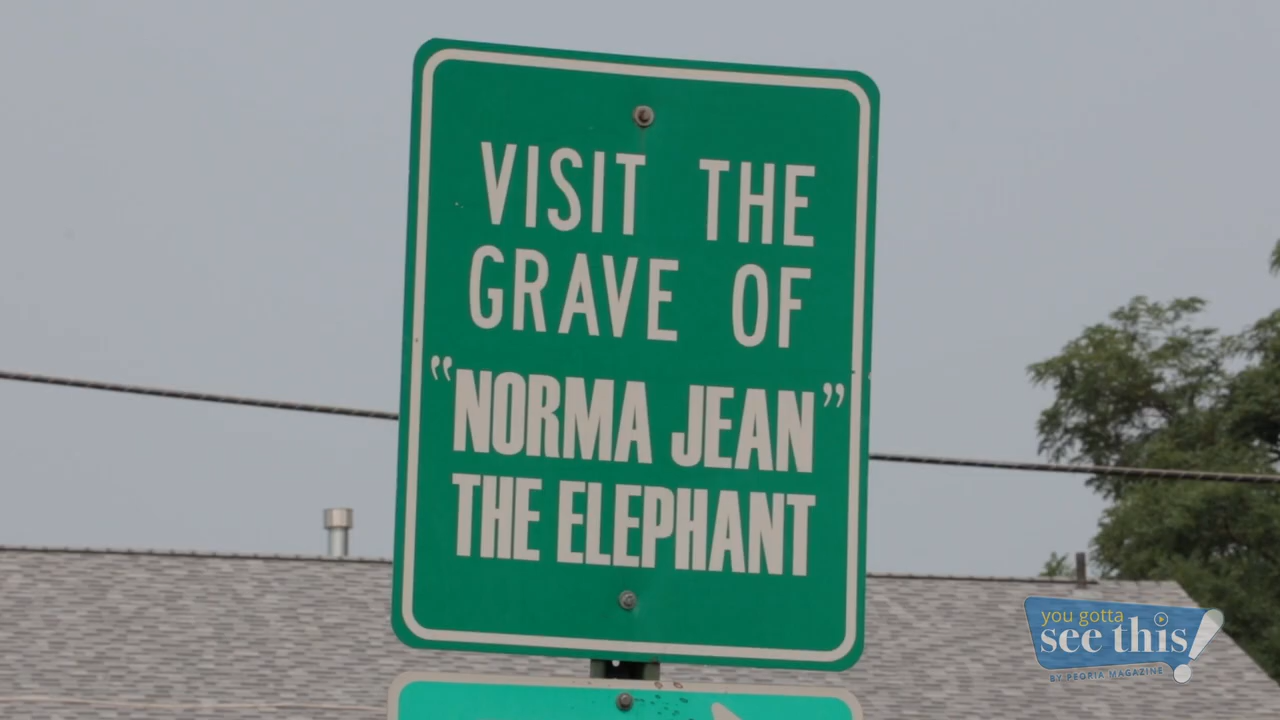 VISIT THE
GRAVE OF
"NORMA JEAN"
THE ELEPHANT
you gotta
see this!
BY PEORIA MAGAZINE